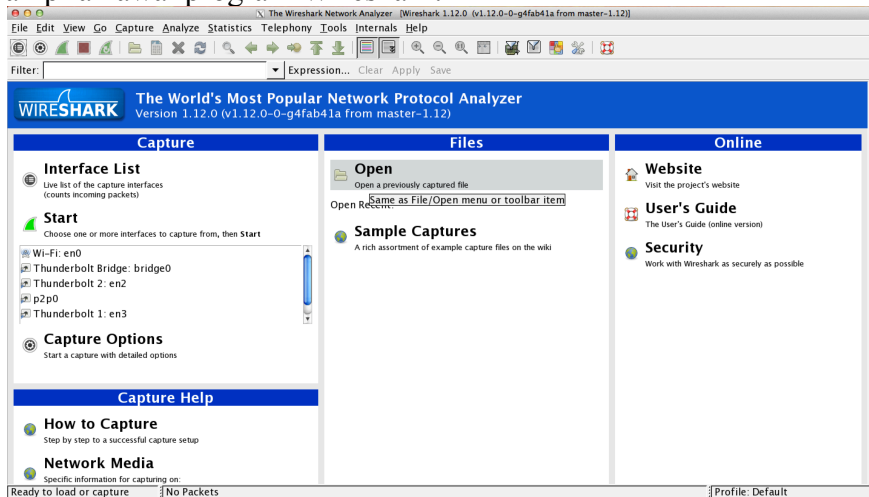 The Wireshark Network Analyzer [Wireshark 1.12.0 (v1.12.0-0-g4fab41a from master-1.12)]
File Edit View Go Capture Analyze Statistics Telephony Tools Internals Help
Filter: Expression... Clear Apply Save
WIRESHARK
The World's Most Popular Network Protocol Analyzer
Version 1.12.0 (v1.12.0-0-g4fab41a from master-1.12)
Capture
Interface List
Live list of the capture interfaces
(counts incoming packets)
Start
Choose one or more interfaces to capture from, then Start
Wi-Fi: en0
Thunderbolt Bridge: bridge0
Thunderbolt 2: en2
p2p0
Thunderbolt 1: en3
Capture Options
Start a capture with detailed options
Capture Help
How to Capture
Step by step to a successful capture setup
Network Media
Specific information for capturing on:
Files
Open
Open a previously captured file
Same as File/Open menu or toolbar item
Open
Sample Captures
A rich assortment of example capture files on the wiki
Online
Website
Visit the project's website
User's Guide
The User's Guide (online version)
Security
Work with Wireshark as securely as possible
Ready to load or capture No Packets Profile: Default